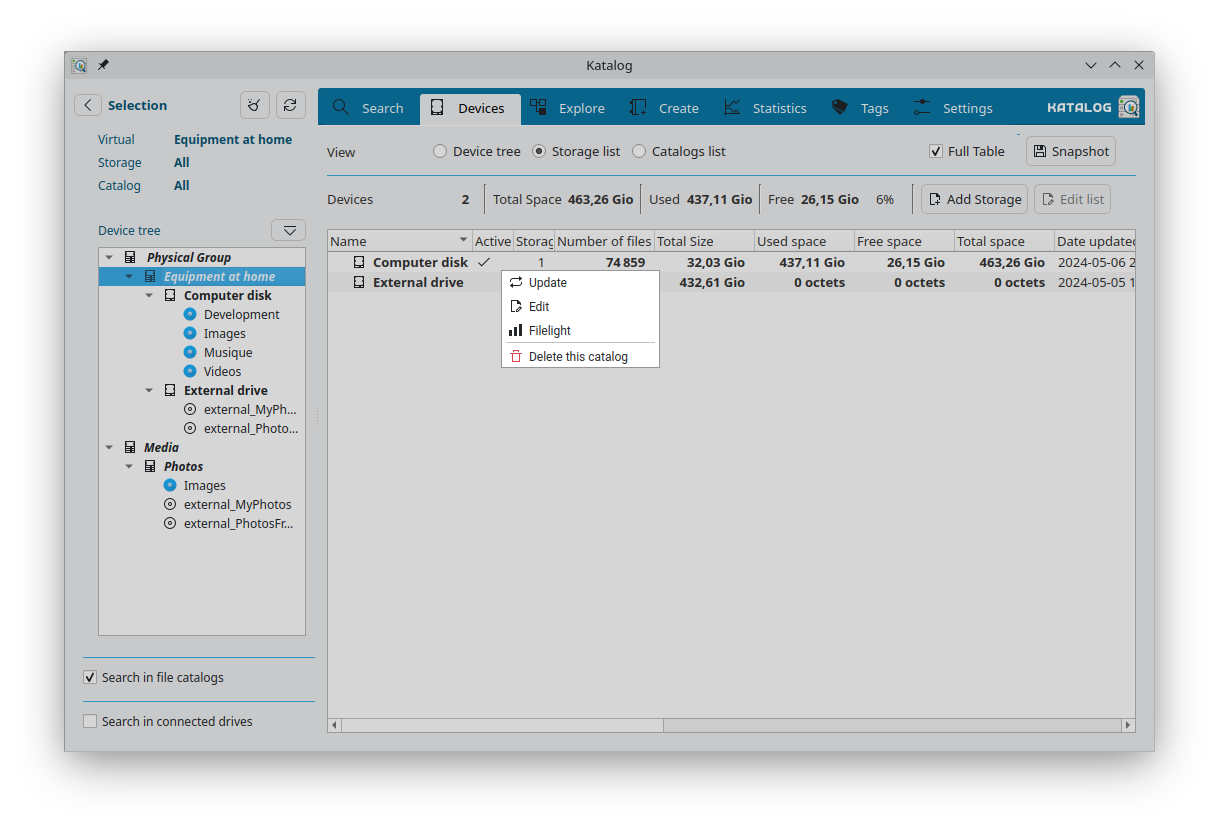 Katalog
Selection
Virtual Equipment at home
Storage All
Catalog All
Device tree
Physical Group
Equipment at home
Computer disk
Development
Images
Musique
Videos
External drive
external_MyPh...
external_Photo...
Media
Photos
Images
external_MyPhotos
external_PhotosFr...
Search in file catalogs
Search in connected drives
Search Devices Explore Create Statistics Tags Settings KATALOG
View Device tree Storage list Catalogs list Full Table Snapshot
Devices 2 Total Space 463,26 Gio Used 437,11 Gio Free 26,15 Gio 6% Add Storage Edit list
Name Active Storag Number of files Total Size Used space Free space Total space Date updated
Computer disk 1 74 859 32,03 Gio 437,11 Gio 26,15 Gio 463,26 Gio 2024-05-06 2
External drive 432,61 Gio 0 octets 0 octets 0 octets 2024-05-05 1
Update
Edit
Filelight
Delete this catalog